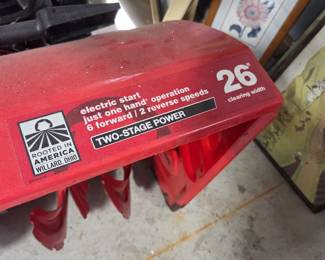 electric start
just one hand operation
6 forward / 2 reverse speeds
TWO-STAGE POWER
26"
clearing width
ROOTED IN
AMERICA
WILLARD, OHIO